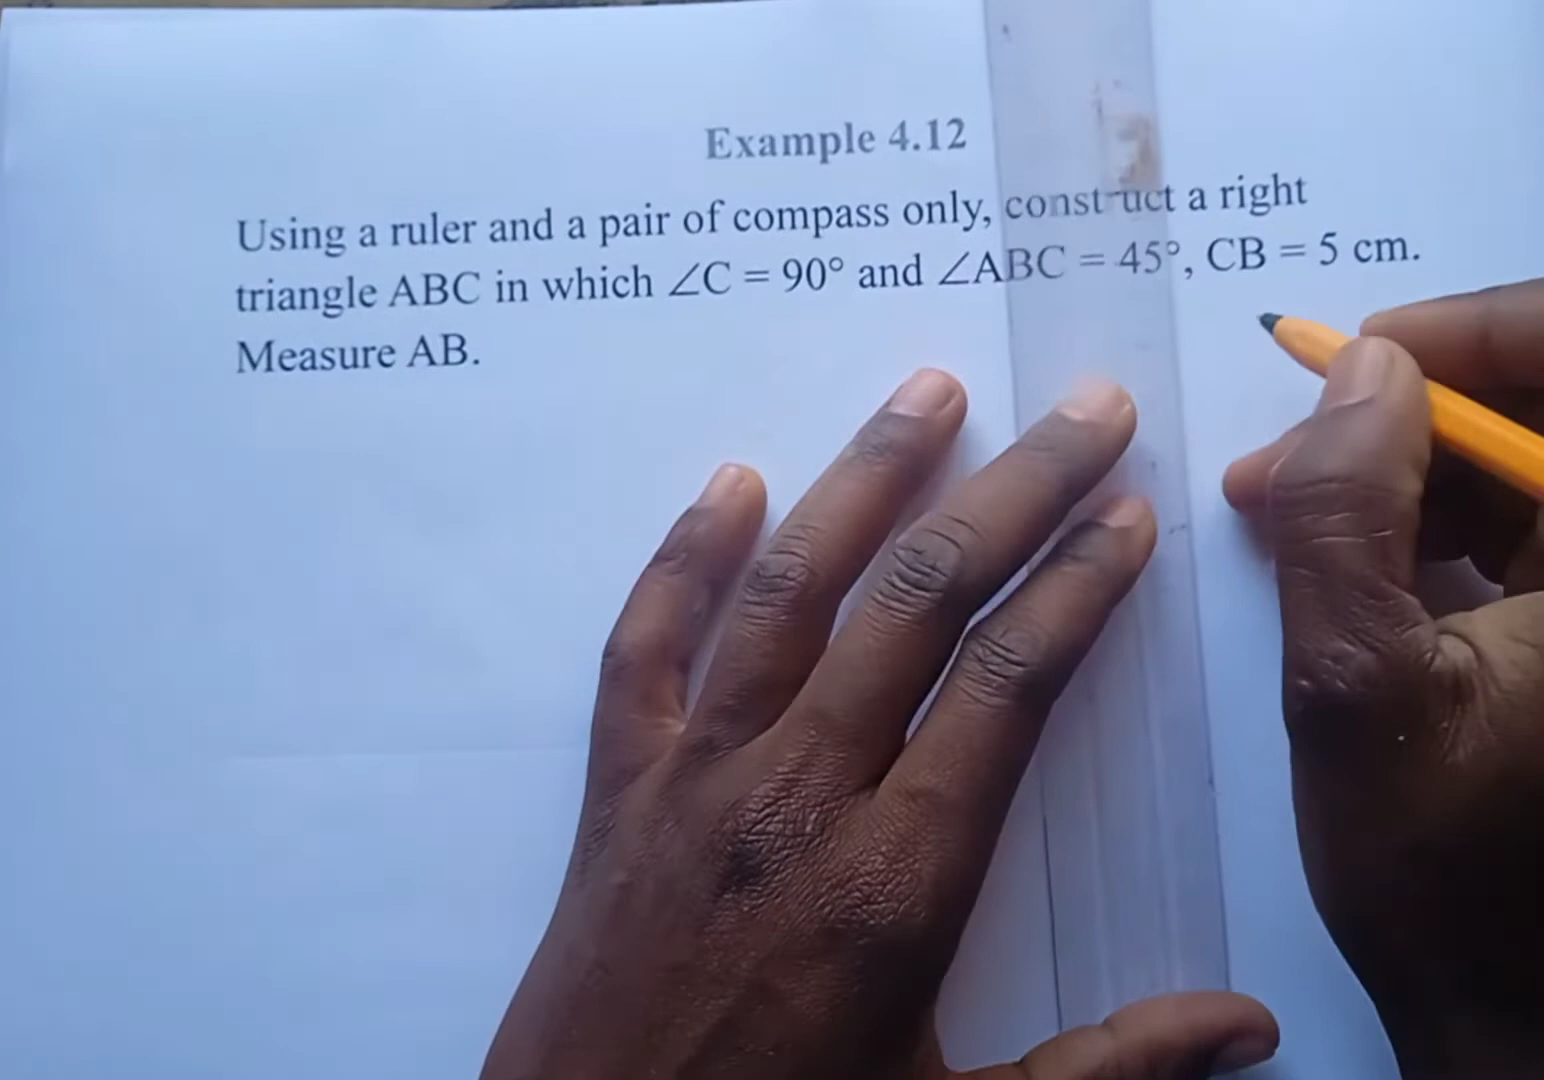 Example 4.12
Using a ruler and a pair of compass only, construct a right
triangle ABC in which ∠C = 90° and ∠ABC = 45°, CB = 5 cm.
Measure AB.